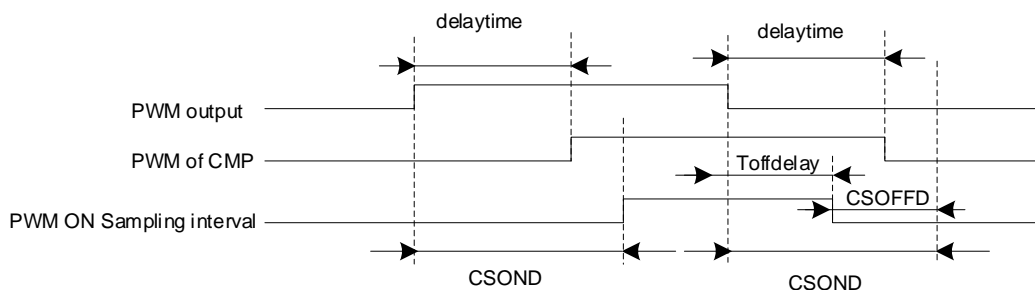 delaytime
delaytime
PWM output
PWM of CMP
Toffdelay
CSOFFD
PWM ON Sampling interval
CSOND
CSOND